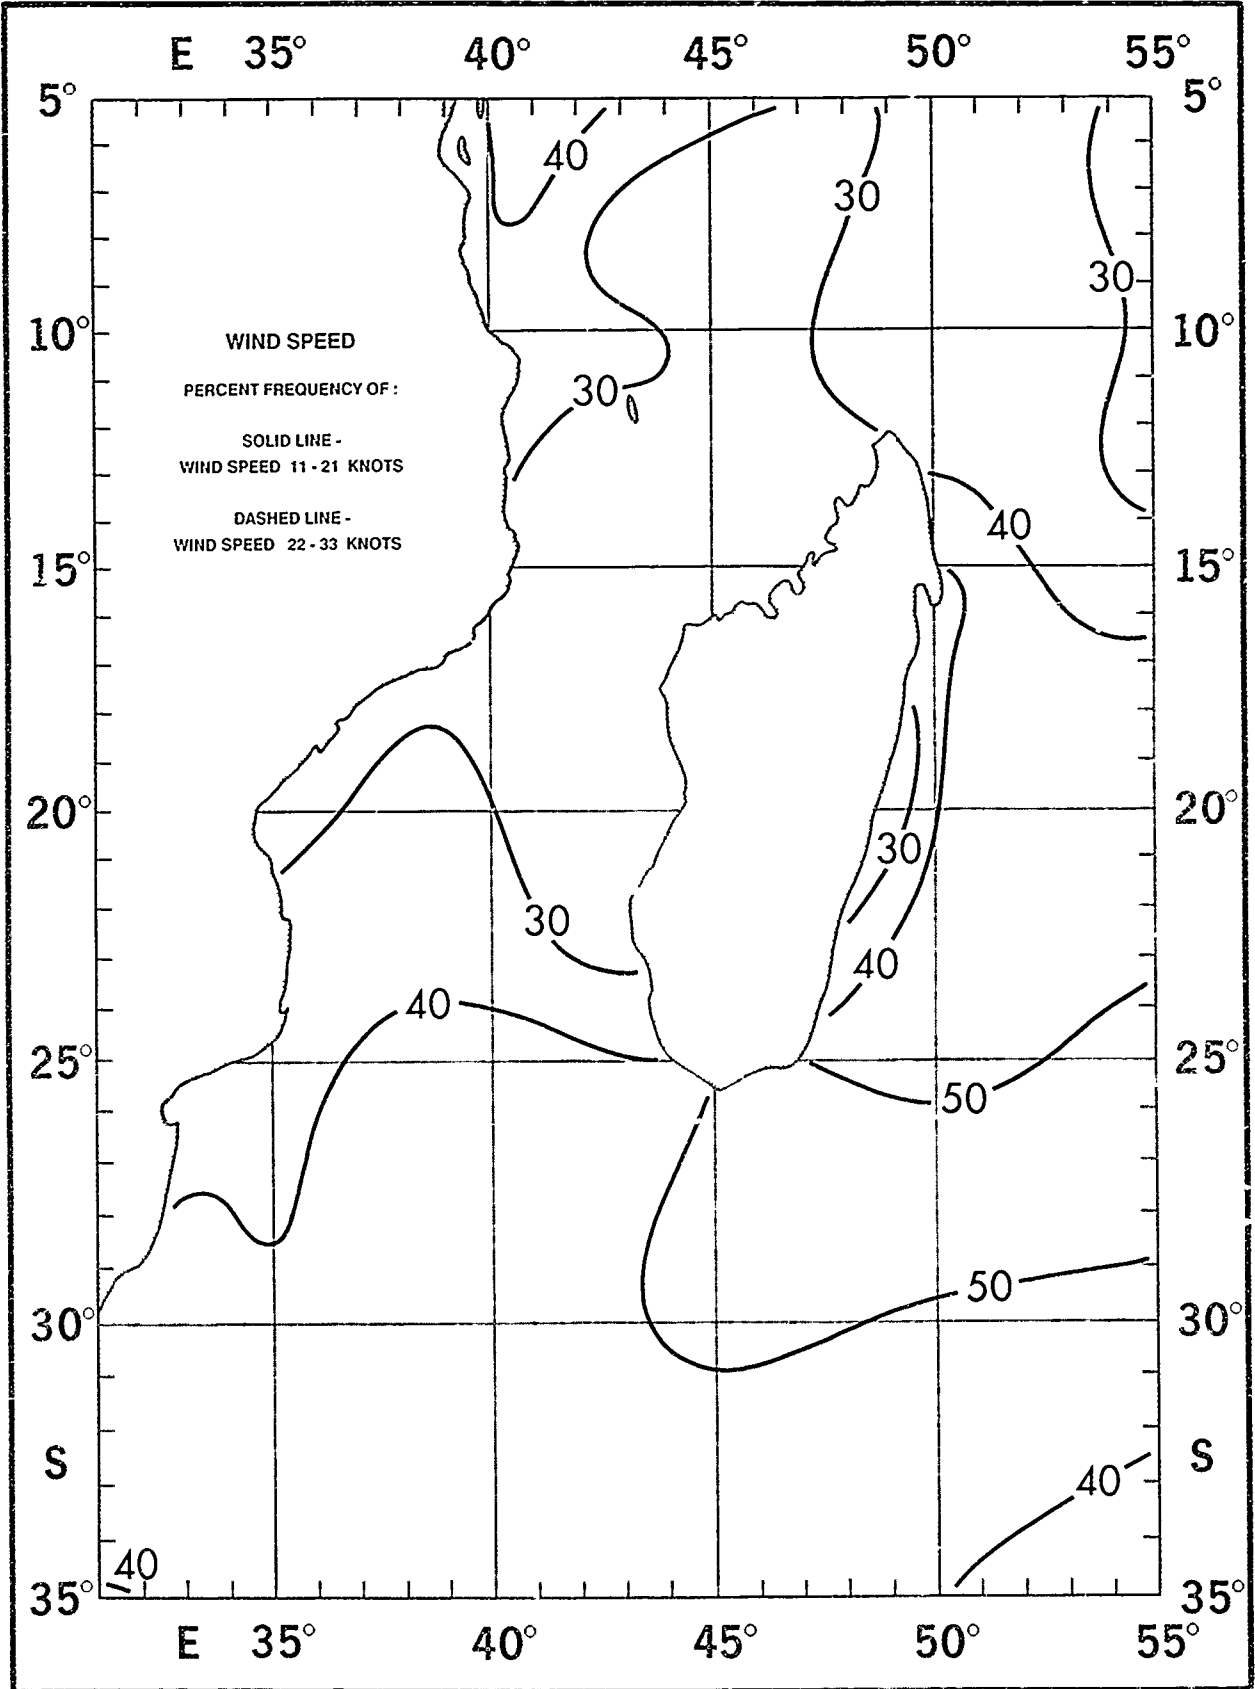 E 35° 40° 45° 50° 55°
5° 5°
40
30
30
10° 10°
WIND SPEED
PERCENT FREQUENCY OF :
30
SOLID LINE -
WIND SPEED 11 - 21 KNOTS
DASHED LINE -
WIND SPEED 22 - 33 KNOTS
40
15° 15°
20° 20°
30
30
40
40
25° 25°
50
50
30° 30°
S S
40
40
35° 35°
E 35° 40° 45° 50° 55°